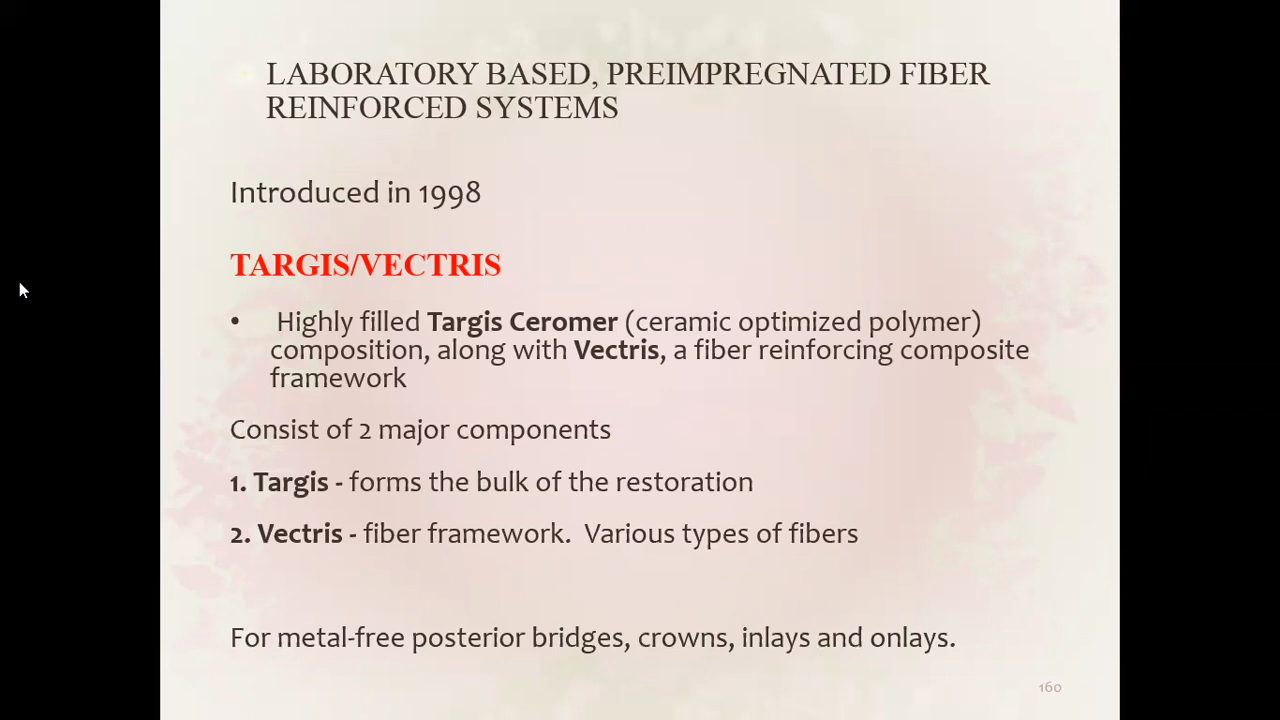 LABORATORY BASED, PREIMPREGNATED FIBER
REINFORCED SYSTEMS
Introduced in 1998
TARGIS/VECTRIS
• Highly filled Targis Ceromer (ceramic optimized polymer)
composition, along with Vectris, a fiber reinforcing composite
framework
Consist of 2 major components
1. Targis - forms the bulk of the restoration
2. Vectris - fiber framework.  Various types of fibers
For metal-free posterior bridges, crowns, inlays and onlays.
160